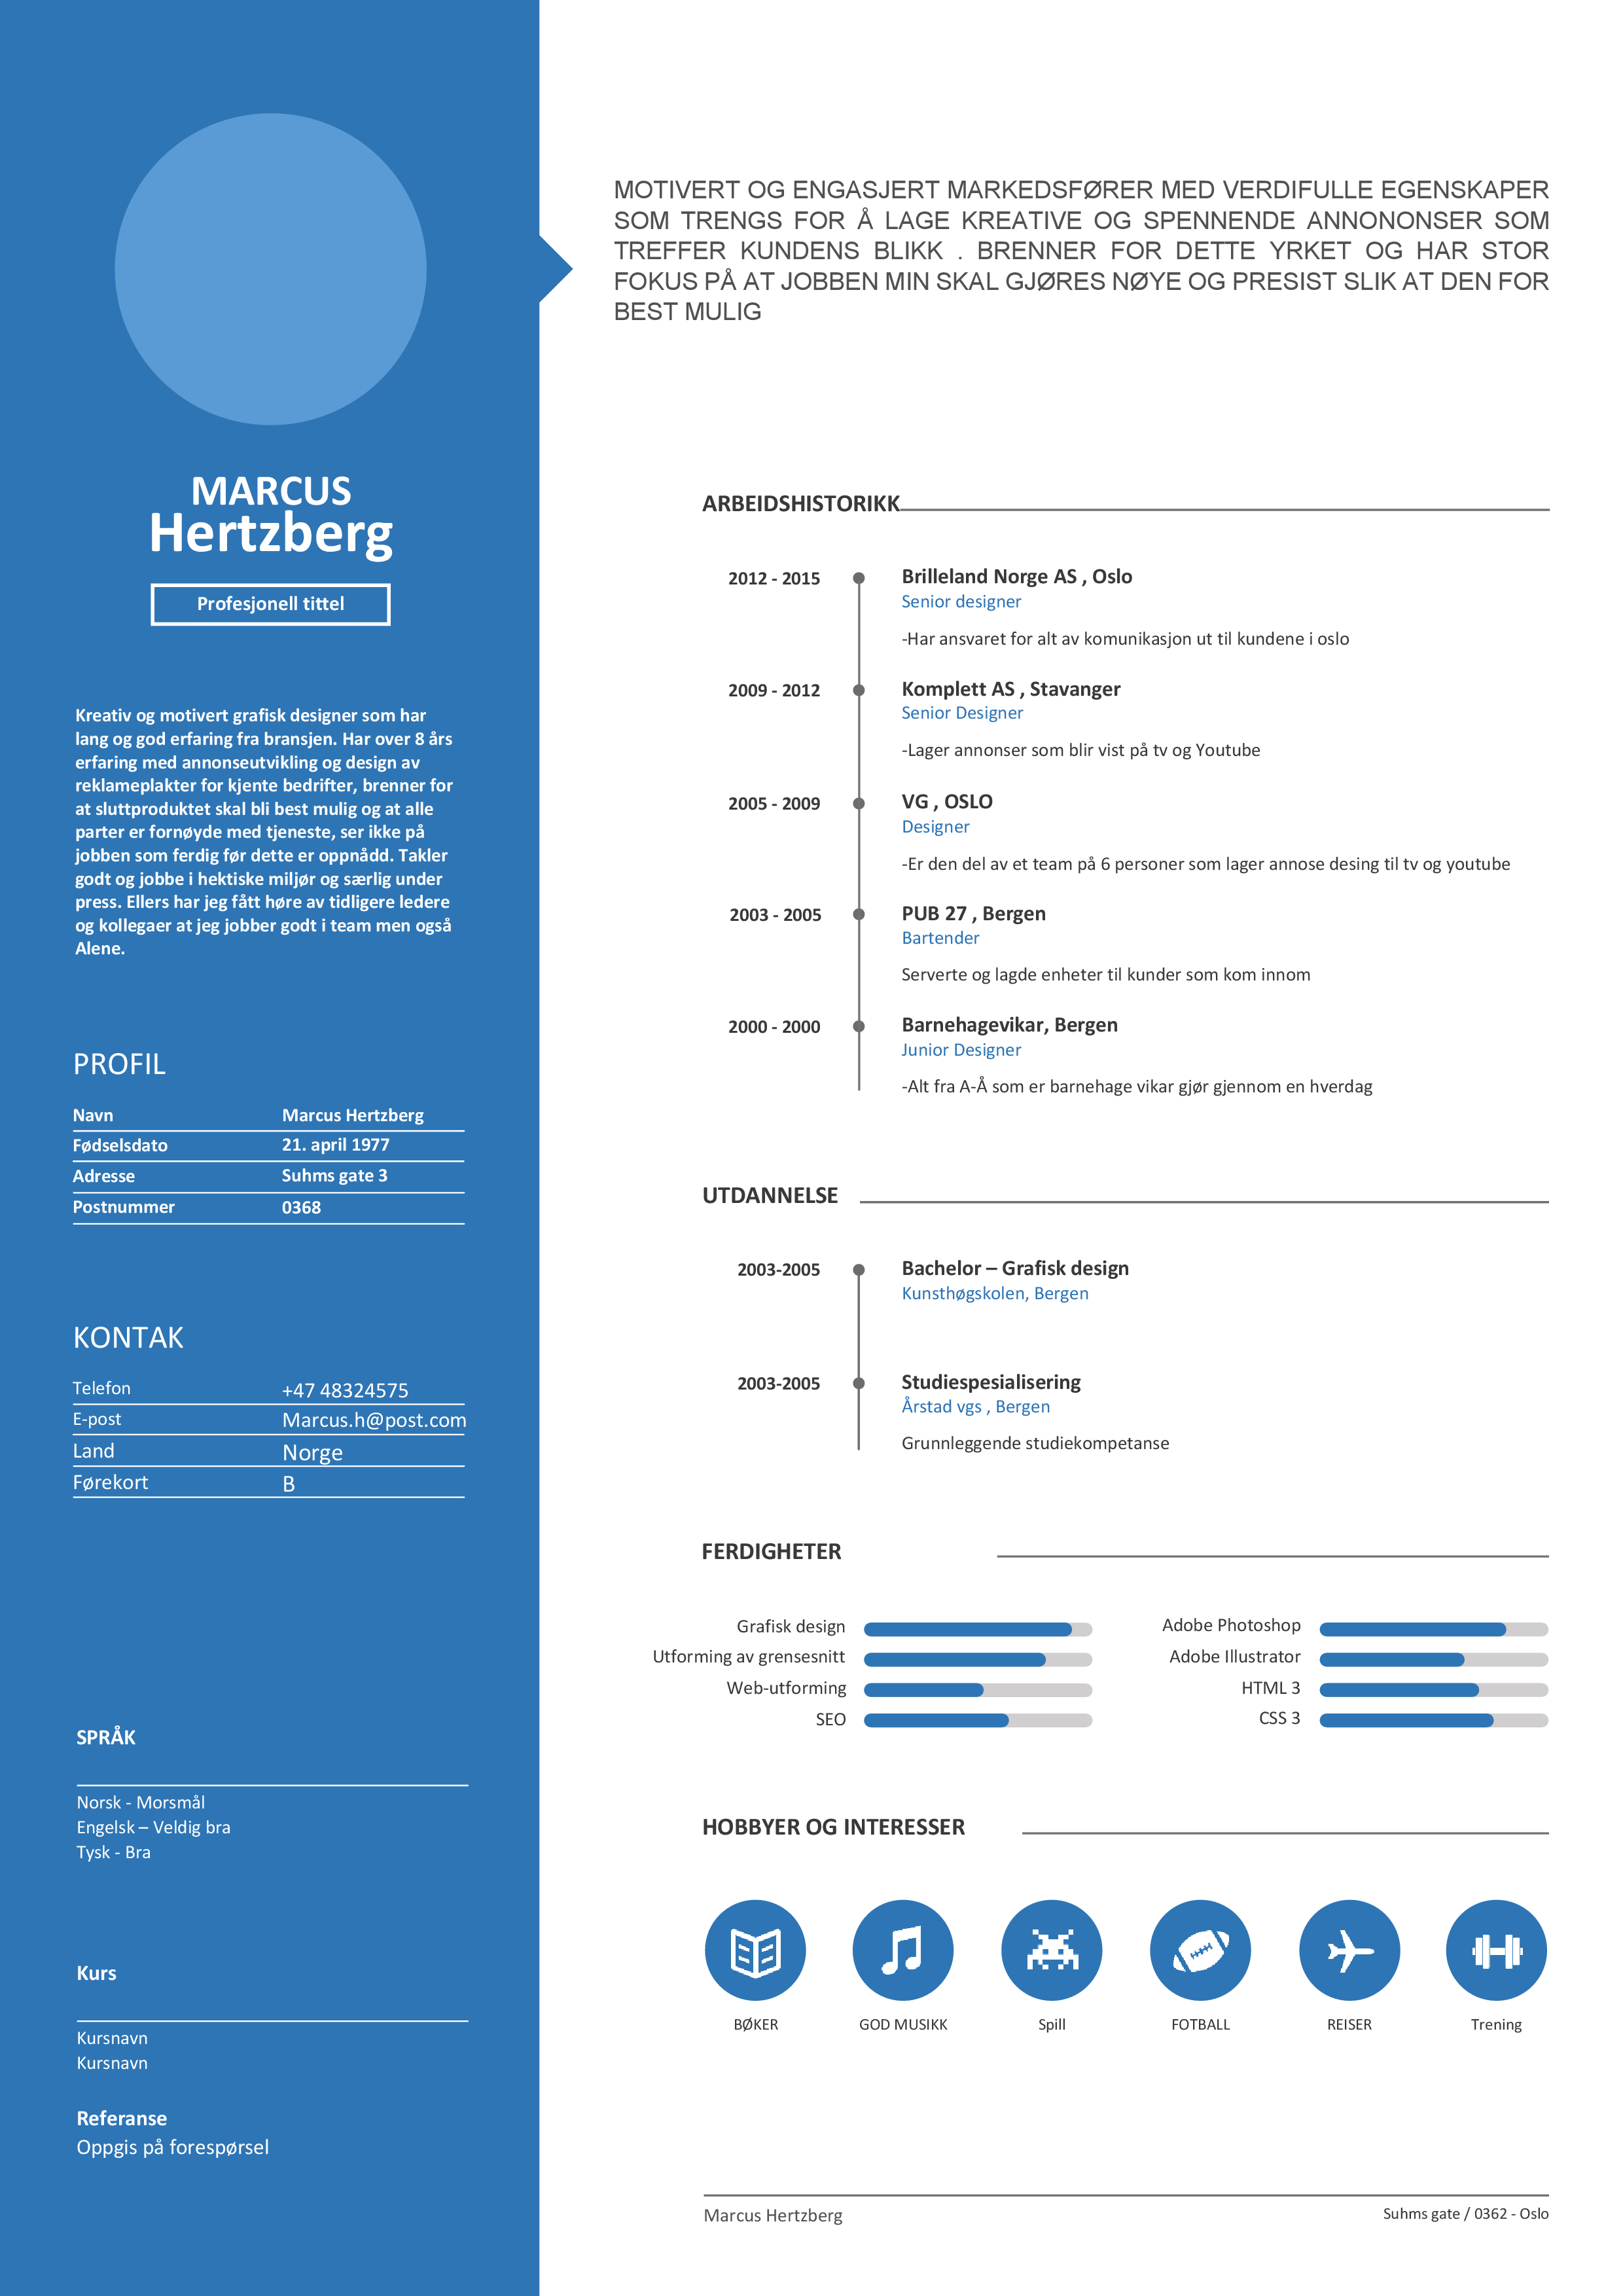 MARCUS
Hertzberg
Profesjonell tittel
Kreativ og motivert grafisk designer som har
lang og god erfaring fra bransjen. Har over 8 års
erfaring med annonseutvikling og design av
reklameplakter for kjente bedrifter, brenner for
at sluttproduktet skal bli best mulig og at alle
parter er fornøyde med tjeneste, ser ikke på
jobben som ferdig før dette er oppnådd. Takler
godt og jobbe i hektiske miljør og særlig under
press. Ellers har jeg fått høre av tidligere ledere
og kollegaer at jeg jobber godt i team men også
Alene.
PROFIL
Navn Marcus Hertzberg
Fødselsdato 21. april 1977
Adresse Suhms gate 3
Postnummer 0368
KONTAK
Telefon +47 48324575
E-post Marcus.h@post.com
Land Norge
Førekort B
SPRÅK
Norsk - Morsmål
Engelsk – Veldig bra
Tysk - Bra
Kurs
Kursnavn
Kursnavn
Referanse
Oppgis på forespørsel
MOTIVERT OG ENGASJERT MARKEDSFØRER MED VERDIFULLE EGENSKAPER
SOM TRENGS FOR Å LAGE KREATIVE OG SPENNENDE ANNONONSER SOM
TREFFER KUNDENS BLIKK . BRENNER FOR DETTE YRKET OG HAR STOR
FOKUS PÅ AT JOBBEN MIN SKAL GJØRES NØYE OG PRESIST SLIK AT DEN FOR
BEST MULIG
ARBEIDSHISTORIKK
2012 - 2015 Brilleland Norge AS , Oslo
Senior designer
-Har ansvaret for alt av komunikasjon ut til kundene i oslo
2009 - 2012 Komplett AS , Stavanger
Senior Designer
-Lager annonser som blir vist på tv og Youtube
2005 - 2009 VG , OSLO
Designer
-Er den del av et team på 6 personer som lager annose desing til tv og youtube
2003 - 2005 PUB 27 , Bergen
Bartender
Serverte og lagde enheter til kunder som kom innom
2000 - 2000 Barnehagevikar, Bergen
Junior Designer
-Alt fra A-Å som er barnehage vikar gjør gjennom en hverdag
UTDANNELSE
2003-2005 Bachelor – Grafisk design
Kunsthøgskolen, Bergen
2003-2005 Studiespesialisering
Årstad vgs , Bergen
Grunnleggende studiekompetanse
FERDIGHETER
Grafisk design Adobe Photoshop
Utforming av grensesnitt Adobe Illustrator
Web-utforming HTML 3
SEO CSS 3
HOBBYER OG INTERESSER
BØKER GOD MUSIKK Spill FOTBALL REISER Trening
Marcus Hertzberg Suhms gate / 0362 - Oslo